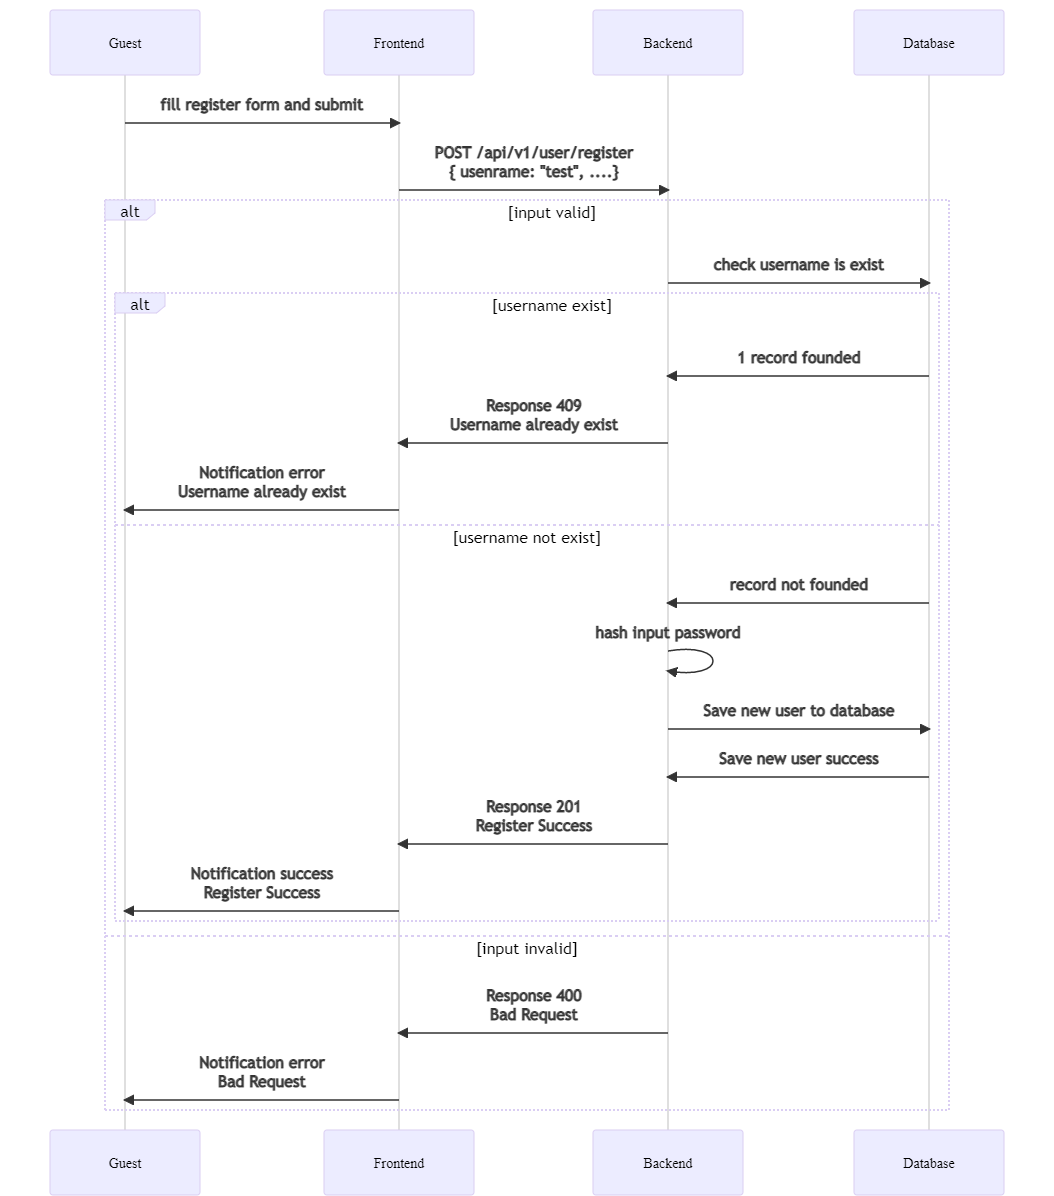 Guest
Frontend
Backend
Database
fill register form and submit
POST /api/v1/user/register
{ usenrame: "test", ....}
alt
[input valid]
check username is exist
alt
[username exist]
1 record founded
Response 409
Username already exist
Notification error
Username already exist
[username not exist]
record not founded
hash input password
Save new user to database
Save new user success
Response 201
Register Success
Notification success
Register Success
[input invalid]
Response 400
Bad Request
Notification error
Bad Request
Guest
Frontend
Backend
Database